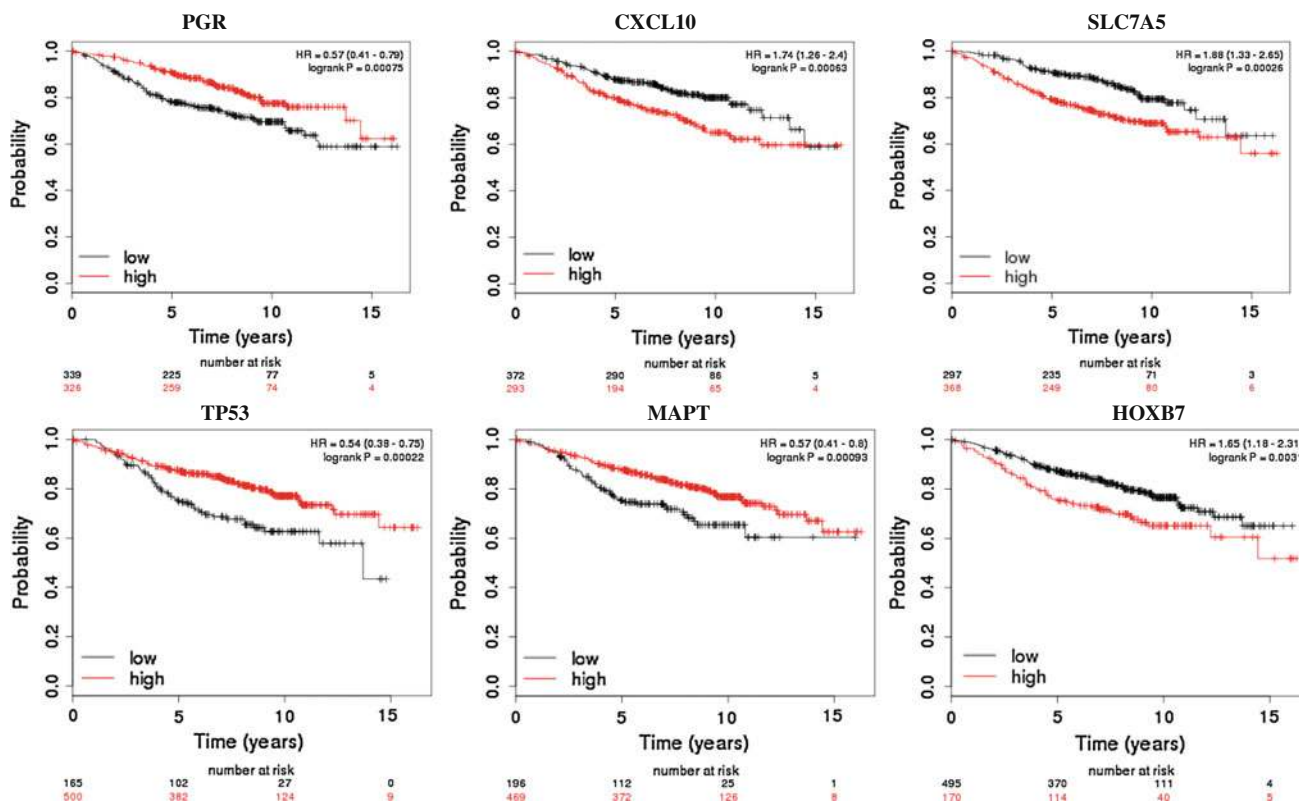 PGR
HR = 0.57 (0.41 - 0.79)
logrank P = 0.00075
Probability
1.0
0.8
0.6
0.4
0.2
0.0
low
high
0 5 10 15
Time (years)
number at risk
339 225 77 5
326 259 74 4
CXCL10
HR = 1.74 (1.26 - 2.4)
logrank P = 0.00063
Probability
1.0
0.8
0.6
0.4
0.2
0.0
low
high
0 5 10 15
Time (years)
number at risk
372 290 86 5
293 194 65 4
SLC7A5
HR = 1.88 (1.33 - 2.65)
logrank P = 0.00026
Probability
1.0
0.8
0.6
0.4
0.2
0.0
low
high
0 5 10 15
Time (years)
number at risk
297 235 71 3
368 249 80 6
TP53
HR = 0.54 (0.38 - 0.75)
logrank P = 0.00022
Probability
1.0
0.8
0.6
0.4
0.2
0.0
low
high
0 5 10 15
Time (years)
number at risk
165 102 27 0
500 382 124 9
MAPT
HR = 0.57 (0.41 - 0.8)
logrank P = 0.00093
Probability
1.0
0.8
0.6
0.4
0.2
0.0
low
high
0 5 10 15
Time (years)
number at risk
196 112 25 1
469 372 126 8
HOXB7
HR = 1.65 (1.18 - 2.31
logrank P = 0.0031
Probability
1.0
0.8
0.6
0.4
0.2
0.0
low
high
0 5 10 15
Time (years)
number at risk
495 370 111 4
170 114 40 5